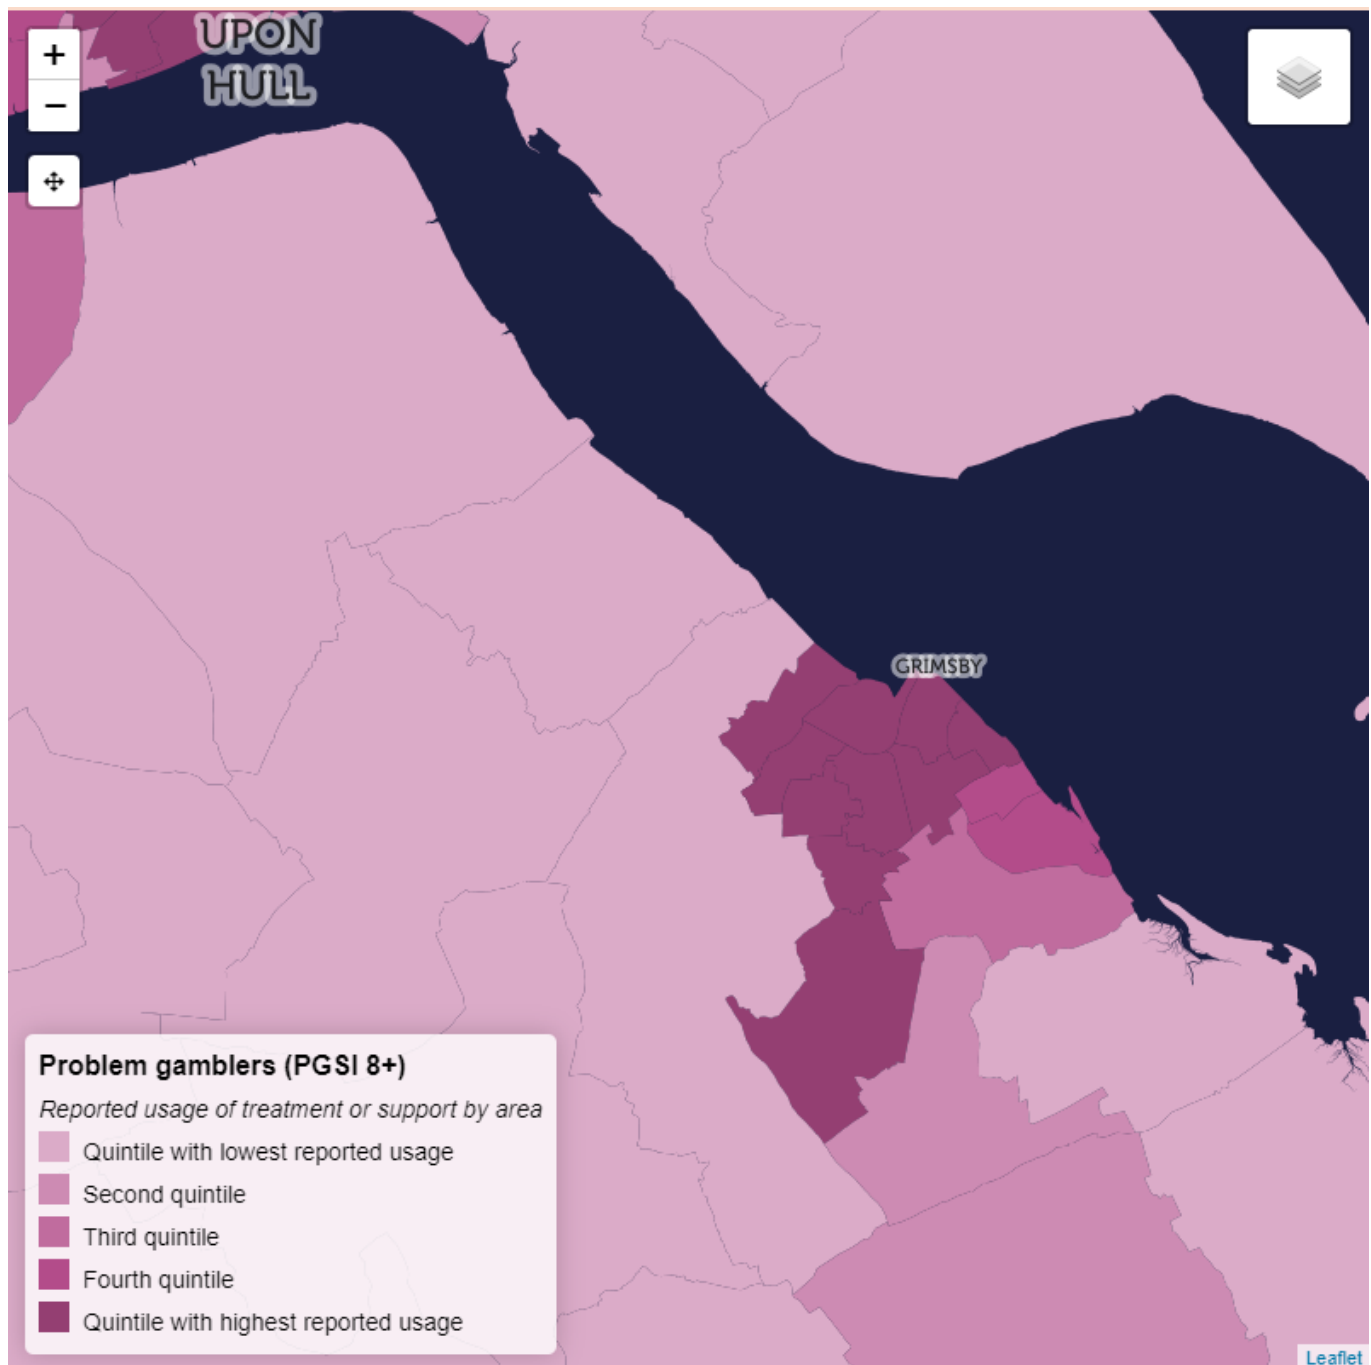 UPON
HULL
+
−
GRIMSBY
Problem gamblers (PGSI 8+)
Reported usage of treatment or support by area
Quintile with lowest reported usage
Second quintile
Third quintile
Fourth quintile
Quintile with highest reported usage
Leaflet